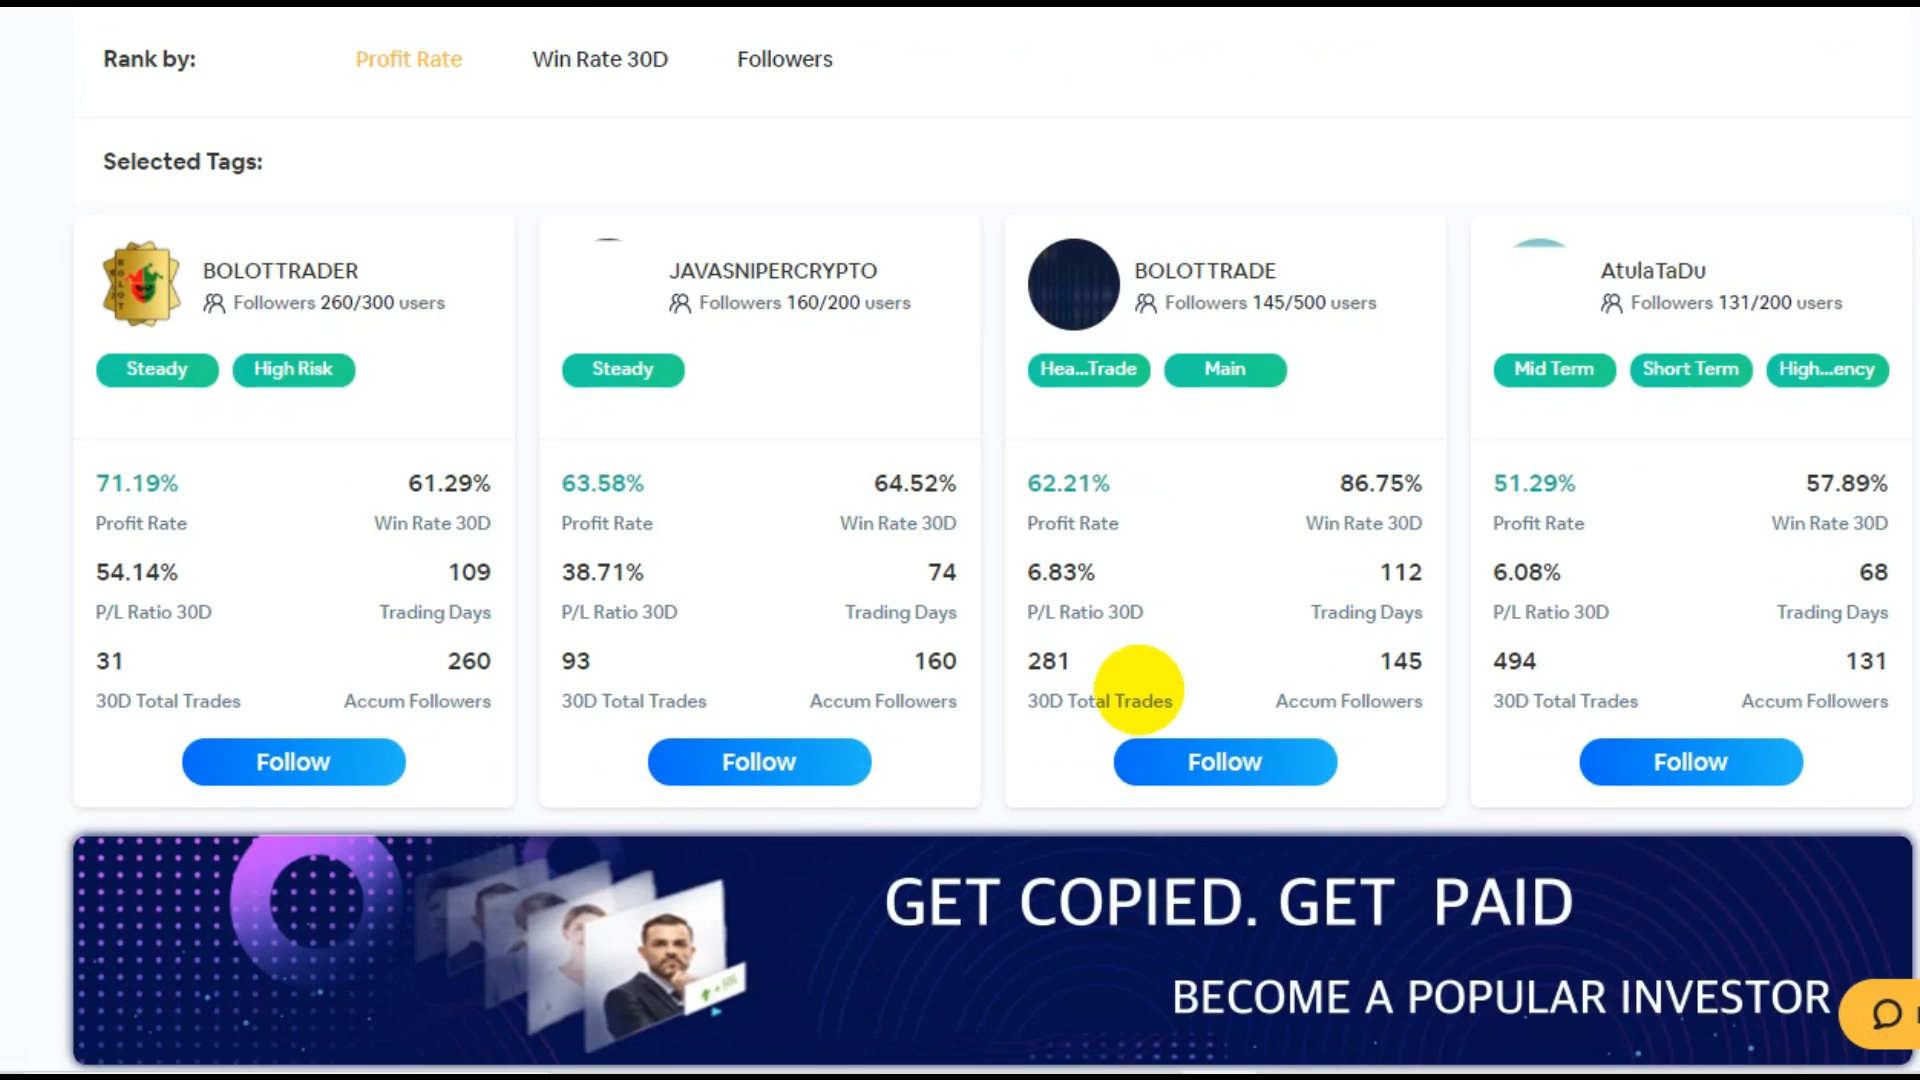 Rank by: Profit Rate Win Rate 30D Followers
Selected Tags:
BOLOTTRADER
Followers 260/300 users
Steady High Risk
71.19% 61.29%
Profit Rate Win Rate 30D
54.14% 109
P/L Ratio 30D Trading Days
31 260
30D Total Trades Accum Followers
Follow
JAVASNIPERCRYPTO
Followers 160/200 users
Steady
63.58% 64.52%
Profit Rate Win Rate 30D
38.71% 74
P/L Ratio 30D Trading Days
93 160
30D Total Trades Accum Followers
Follow
BOLOTTRADE
Followers 145/500 users
Hea...Trade Main
62.21% 86.75%
Profit Rate Win Rate 30D
6.83% 112
P/L Ratio 30D Trading Days
281 145
30D Total Trades Accum Followers
Follow
AtulaTaDu
Followers 131/200 users
Mid Term Short Term High...ency
51.29% 57.89%
Profit Rate Win Rate 30D
6.08% 68
P/L Ratio 30D Trading Days
494 131
30D Total Trades Accum Followers
Follow
GET COPIED. GET PAID
BECOME A POPULAR INVESTOR